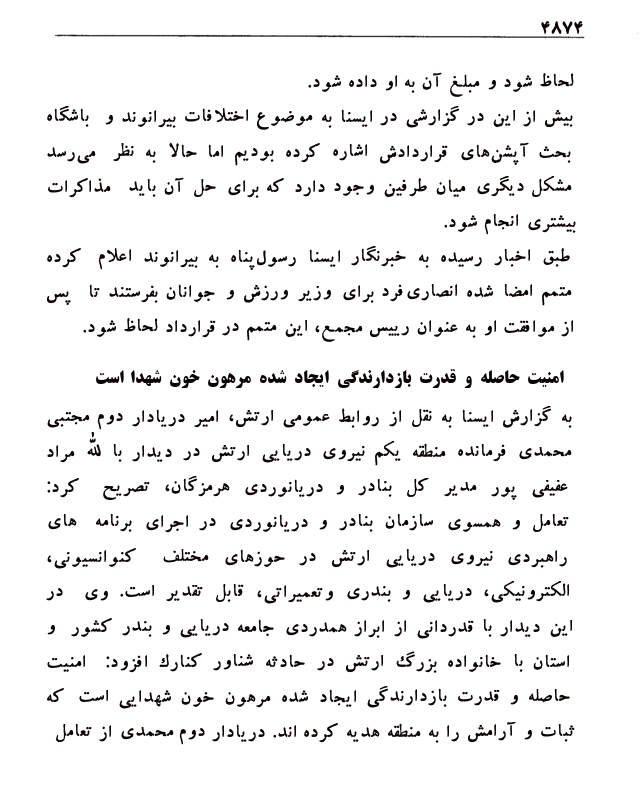 ۴۸۷۴
لحاظ شود و مبلغ آن به او داده شود.
بیش از این در گزارشی در ایسنا به موضوع اختلافات بیرانوند و باشگاه
بحث آپشن‌های قراردادش اشاره کرده بودیم اما حالا به نظر می‌رسد
مشکل دیگری میان طرفین وجود دارد که برای حل آن باید مذاکرات
بیشتری انجام شود.
طبق اخبار رسیده به خبرنگار ایسنا رسول‌پناه به بیرانوند اعلام کرده
متمم امضا شده انصاری‌فرد برای وزیر ورزش و جوانان بفرستند تا پس
از موافقت او به عنوان رییس مجمع، این متمم در قرارداد لحاظ شود.
امنیت حاصله و قدرت بازدارندگی ایجاد شده مرهون خون شهدا است
به گزارش ایسنا به نقل از روابط عمومی ارتش، امیر دریادار دوم مجتبی
محمدی فرمانده منطقه یکم نیروی دریایی ارتش در دیدار با لله مراد
عفیفی پور مدیر کل بنادر و دریانوردی هرمزگان، تصریح کرد:
تعامل و همسوی سازمان بنادر و دریانوردی در اجرای برنامه های
راهبردی نیروی دریایی ارتش در حوزهای مختلف کنوانسیونی،
الکترونیکی، دریایی و بندری وتعمیراتی، قابل تقدیر است. وی در
این دیدار با قدردانی از ابراز همدردی جامعه دریایی و بندر کشور و
استان با خانواده بزرگ ارتش در حادثه شناور کنارك افزود: امنیت
حاصله و قدرت بازدارندگی ایجاد شده مرهون خون شهدایی است که
ثبات و آرامش را به منطقه هدیه کرده اند. دریادار دوم محمدی از تعامل